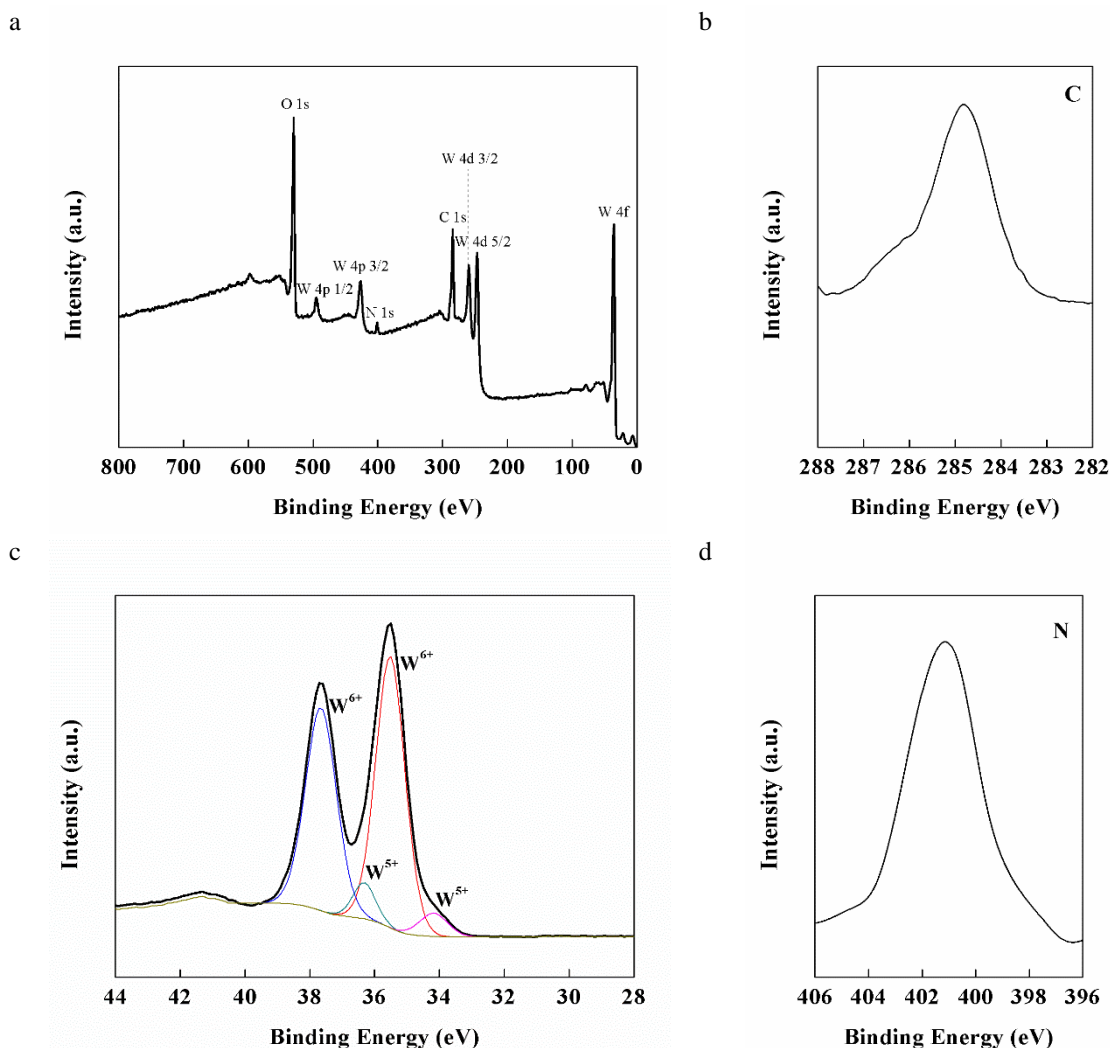 a
O 1s
W 4p 1/2
W 4p 3/2
N 1s
C 1s
W 4d 3/2
W 4d 5/2
W 4f
Intensity (a.u.)
800 700 600 500 400 300 200 100 0
Binding Energy (eV)
b
C
Intensity (a.u.)
288 287 286 285 284 283 282
Binding Energy (eV)
c
W6+
W6+
W5+
W5+
Intensity (a.u.)
44 42 40 38 36 34 32 30 28
Binding Energy (eV)
d
N
Intensity (a.u.)
406 404 402 400 398 396
Binding Energy (eV)